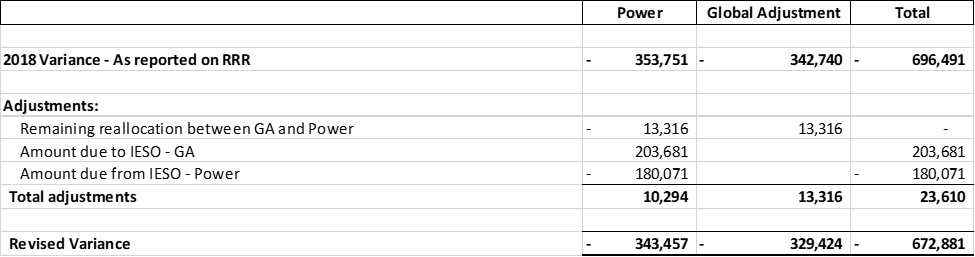 Power Global Adjustment Total
2018 Variance - As reported on RRR - 353,751 - 342,740 - 696,491
Adjustments:
Remaining reallocation between GA and Power - 13,316 13,316 -
Amount due to IESO - GA 203,681 203,681
Amount due from IESO - Power - 180,071 - 180,071
Total adjustments 10,294 13,316 23,610
Revised Variance - 343,457 - 329,424 - 672,881